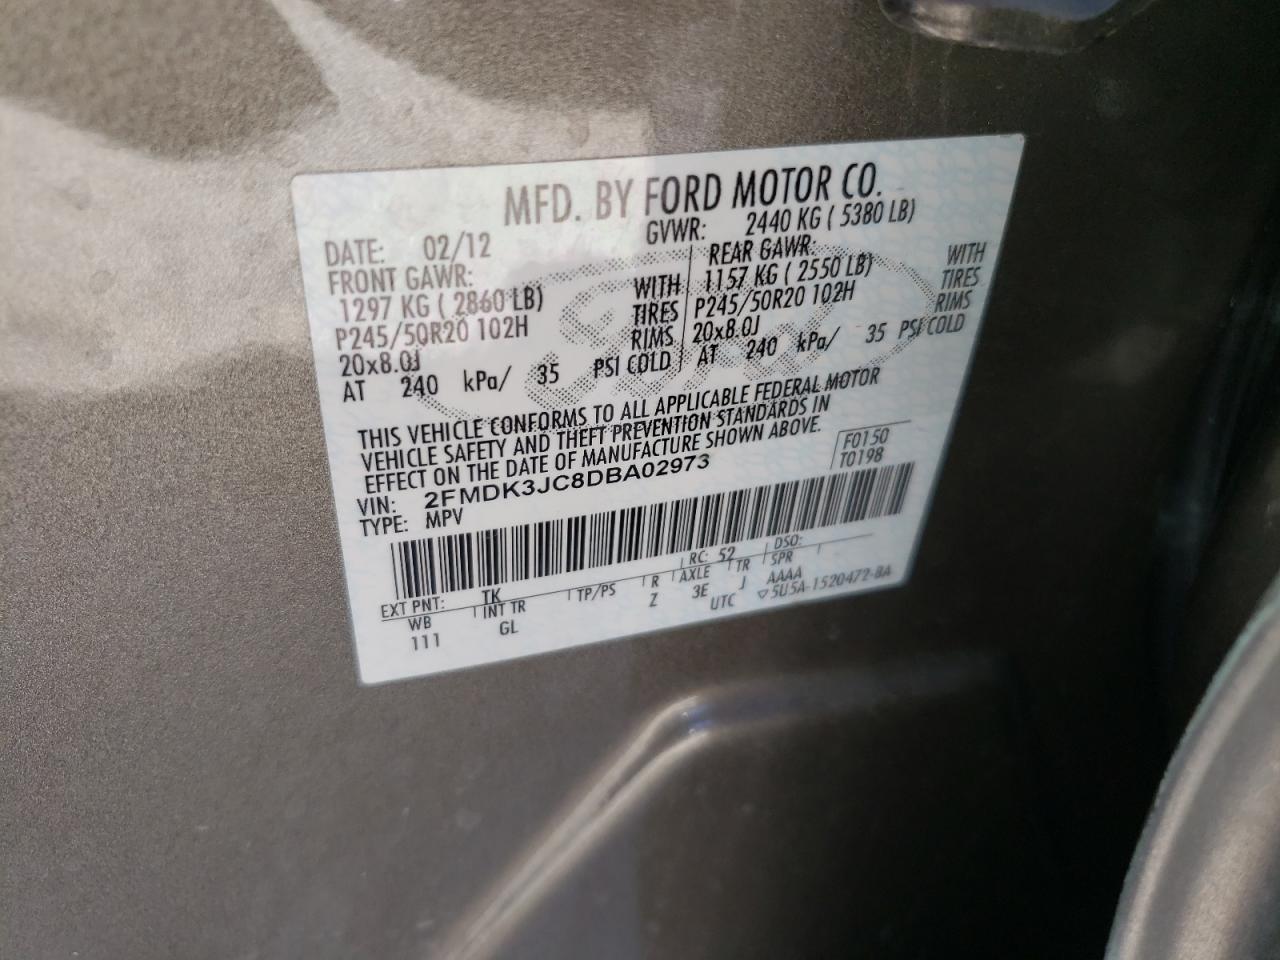 MFD. BY FORD MOTOR CO.
DATE: 02/12 GVWR: 2440 KG ( 5380 LB)
FRONT GAWR: REAR GAWR:
1297 KG ( 2860 LB) WITH 1157 KG ( 2550 LB) WITH
P245/50R20 102H TIRES P245/50R20 102H TIRES
20x8.0J RIMS 20x8.0J RIMS
AT 240 kPa/ 35 PSI COLD AT 240 kPa/ 35 PSI COLD
THIS VEHICLE CONFORMS TO ALL APPLICABLE FEDERAL MOTOR
VEHICLE SAFETY AND THEFT PREVENTION STANDARDS IN
EFFECT ON THE DATE OF MANUFACTURE SHOWN ABOVE.
VIN: 2FMDK3JC8DBA02973 F0150
TYPE: MPV T0198
EXT PNT: TK RC: 52 DSO:
WB INT TR TP/PS R AXLE TR SPR
111 GL Z 3E J AAAA
UTC ▽5U5A-1520472-BA
Ford